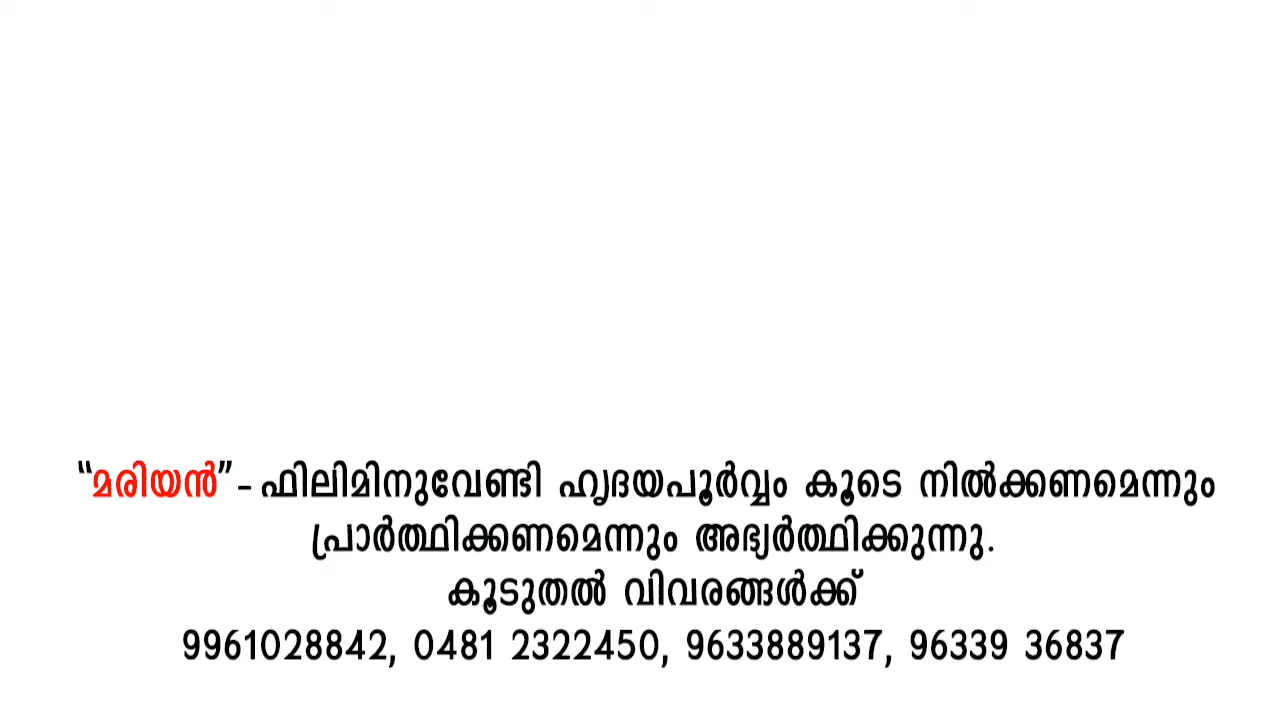 “മരിയൻ” - ഫിലിമിനുവേണ്ടി ഹൃദയപൂർവ്വം കൂടെ നിൽക്കണമെന്നും
പ്രാർത്ഥിക്കണമെന്നും അഭ്യർത്ഥിക്കുന്നു.
കൂടുതൽ വിവരങ്ങൾക്ക്
9961028842, 0481 2322450, 9633889137, 96339 36837